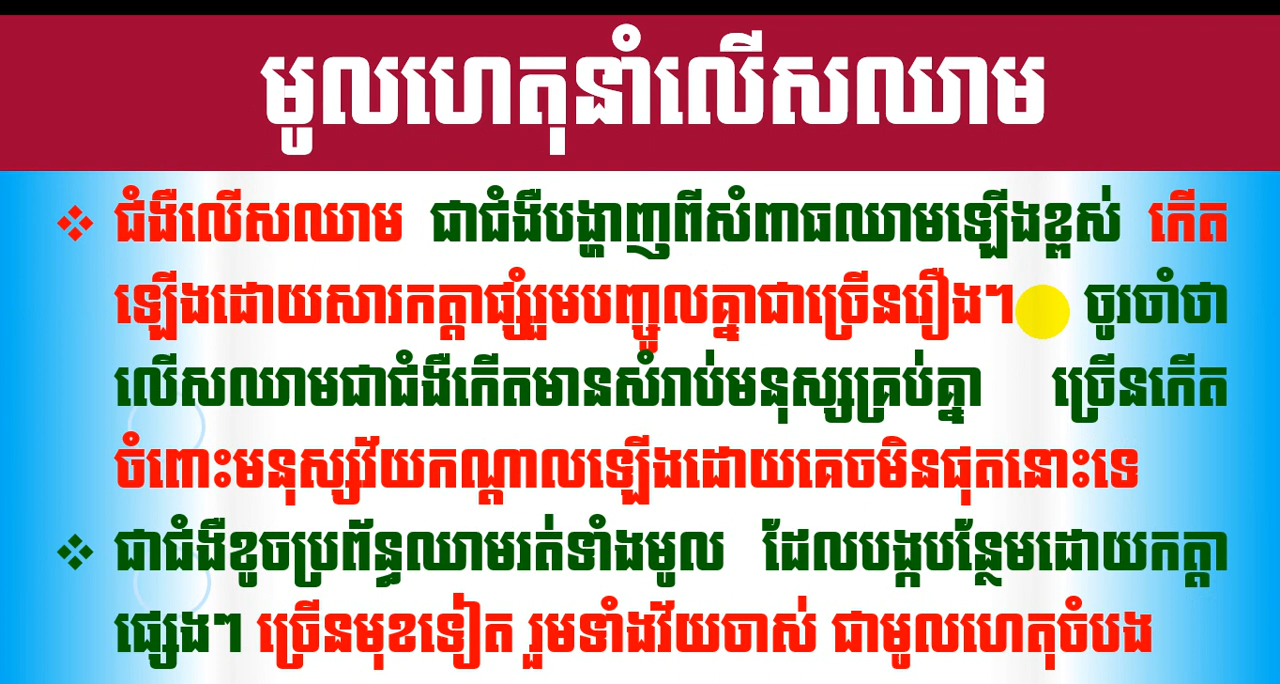 មូលហេតុនាំលើសឈាម
❖ ជំងឺលើសឈាម ជាជំងឺបង្ហាញពីសំពាធឈាមឡើងខ្ពស់ កើត
ឡើងដោយសារកត្តាផ្សំរួមបញ្ចូលគ្នាជាច្រើនរឿង។ ចូរចាំថា
លើសឈាមជាជំងឺកើតមានសំរាប់មនុស្សគ្រប់គ្នា ច្រើនកើត
ចំពោះមនុស្សវ័យកណ្តាលឡើងដោយគេចមិនផុតនោះទេ
❖ ជាជំងឺខូចប្រព័ន្ធឈាមរត់ទាំងមូល ដែលបង្កបន្ថែមដោយកត្តា
ផ្សេងៗ ច្រើនមុខទៀត រួមទាំងវ័យចាស់ ជាមូលហេតុចំបង